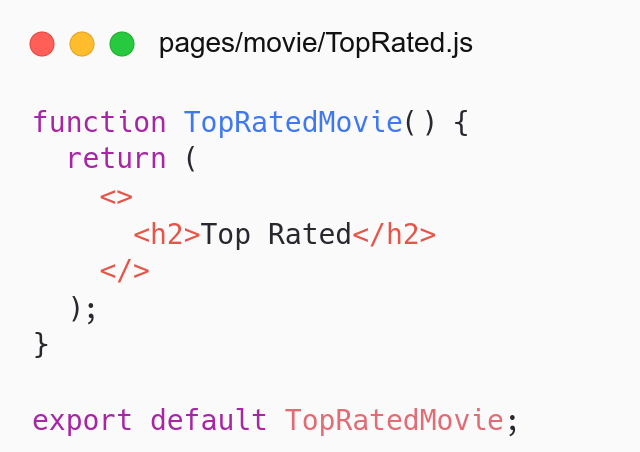 pages/movie/TopRated.js
function TopRatedMovie() {
  return (
    <>
      <h2>Top Rated</h2>
    </>
  );
}
export default TopRatedMovie;